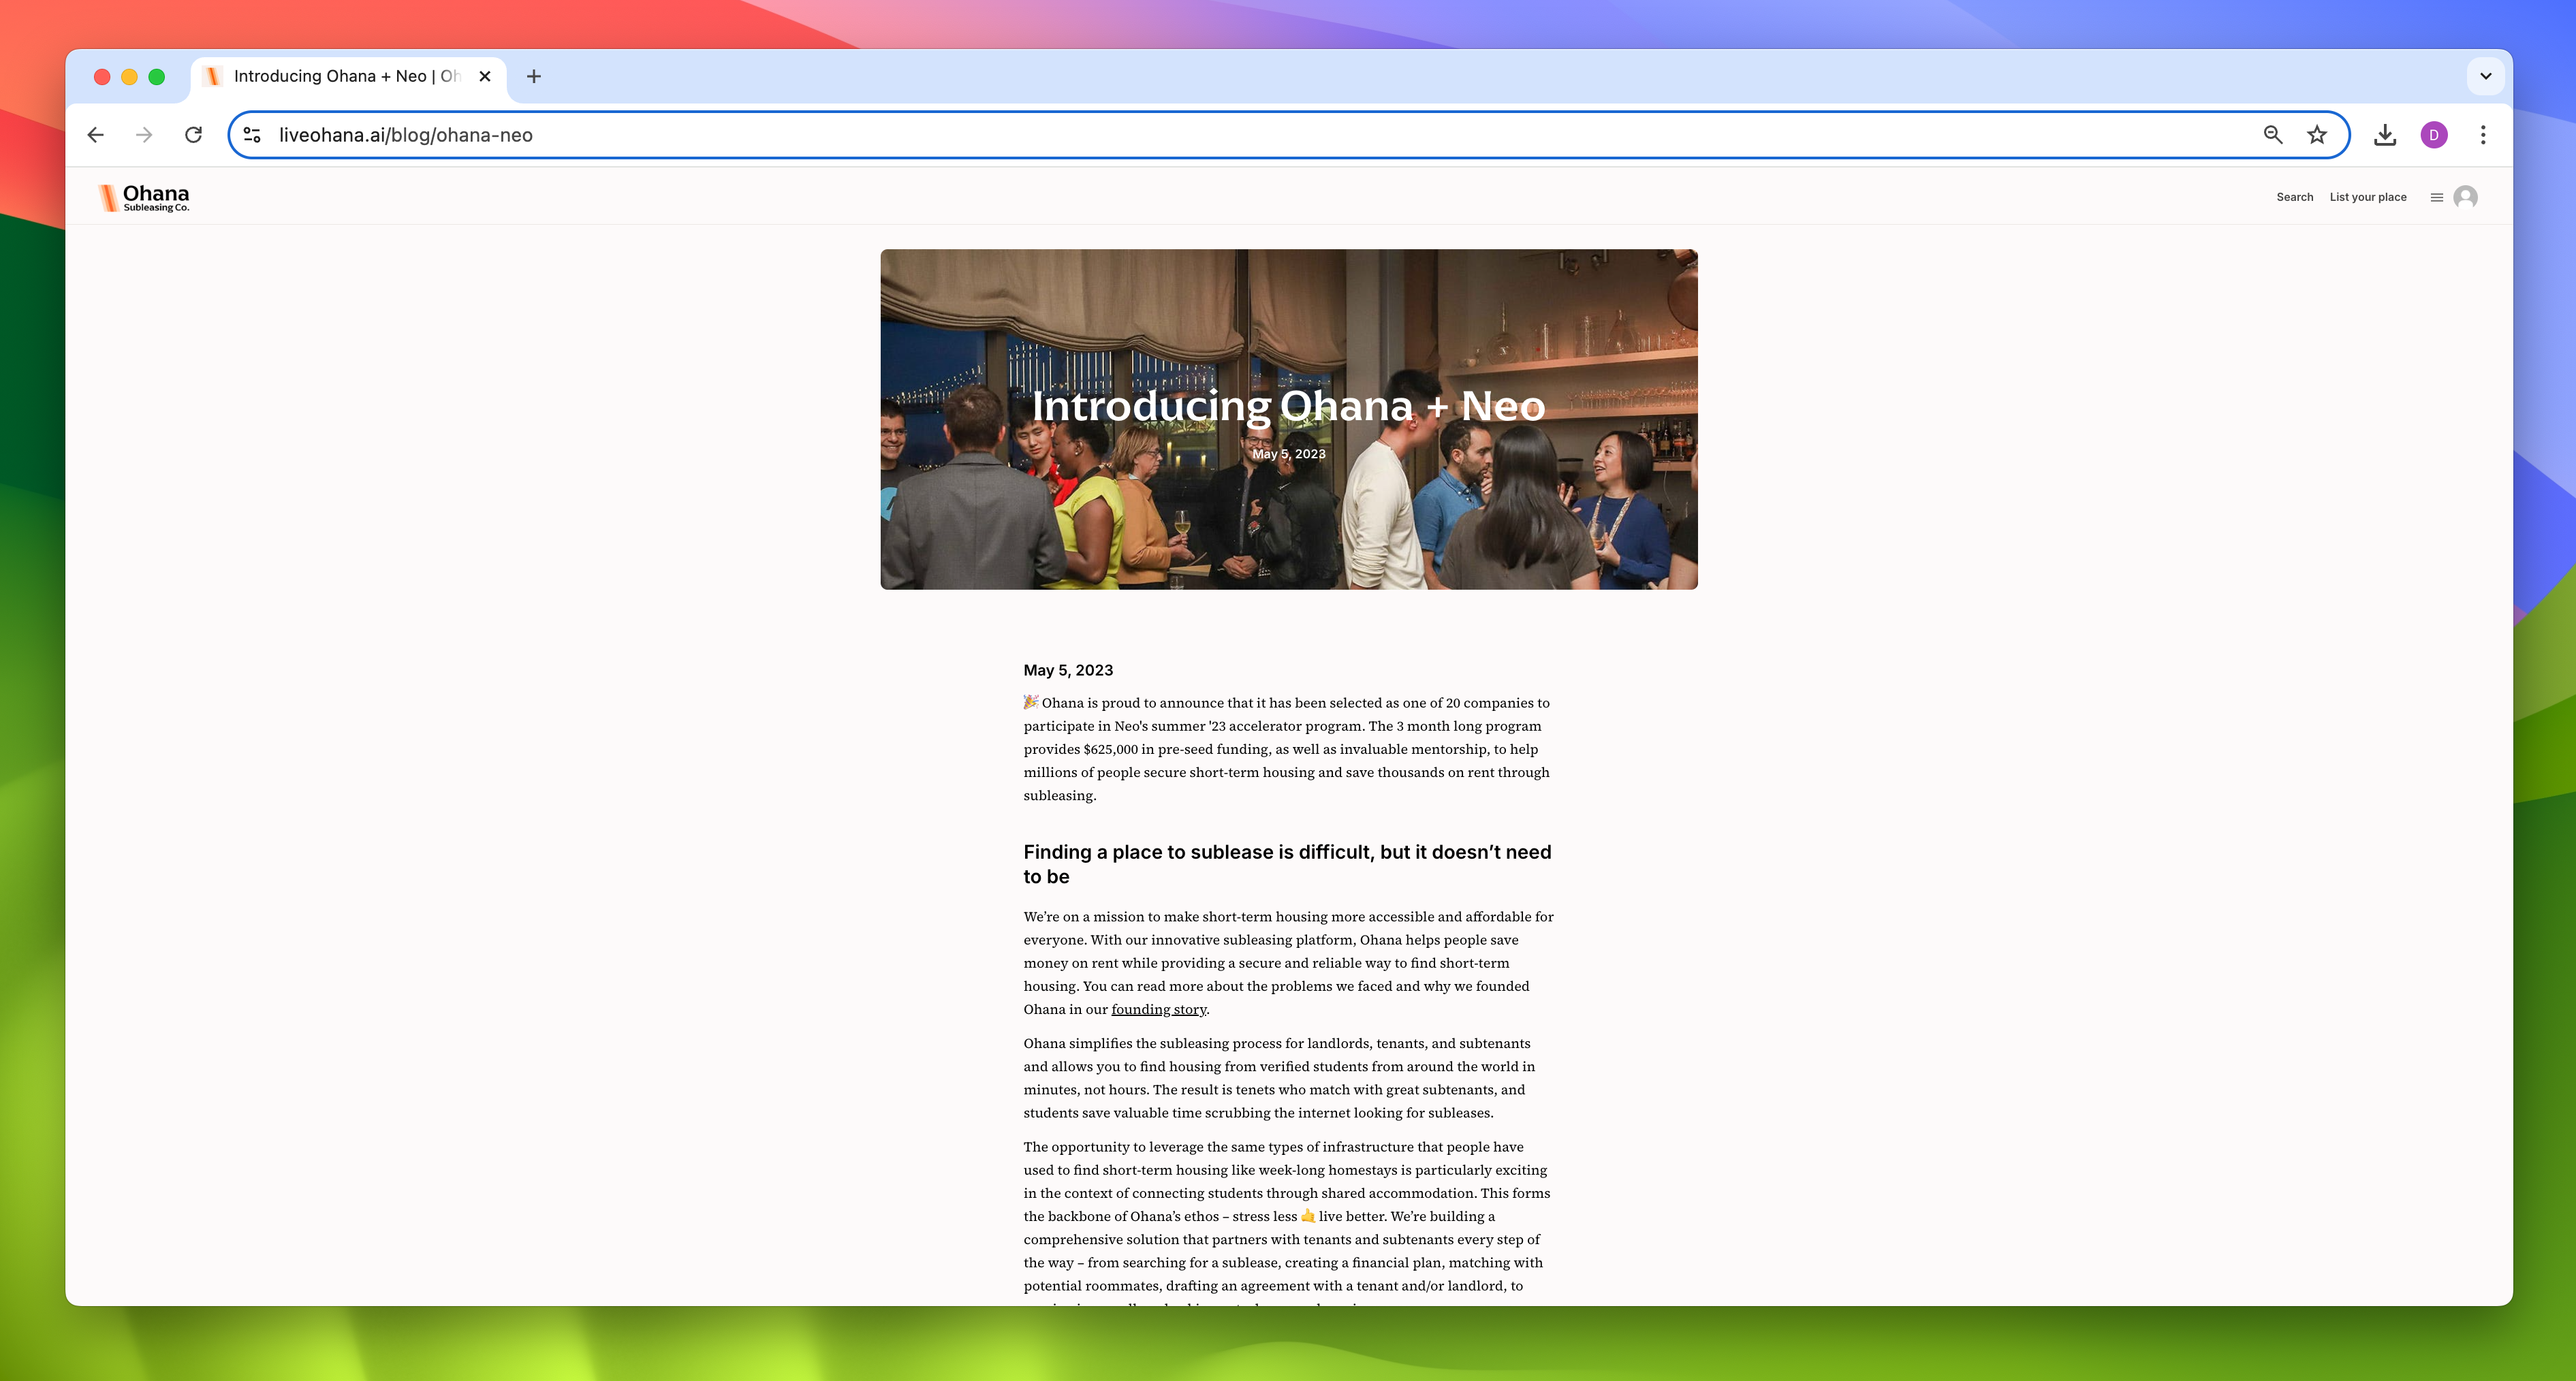 Introducing Ohana + Neo | Oh
liveohana.ai/blog/ohana-neo
D
Ohana
Subleasing Co.
Search
List your place
Introducing Ohana + Neo
May 5, 2023
May 5, 2023
🎉 Ohana is proud to announce that it has been selected as one of 20 companies to
participate in Neo's summer '23 accelerator program. The 3 month long program
provides $625,000 in pre-seed funding, as well as invaluable mentorship, to help
millions of people secure short-term housing and save thousands on rent through
subleasing.
Finding a place to sublease is difficult, but it doesn’t need
to be
We’re on a mission to make short-term housing more accessible and affordable for
everyone. With our innovative subleasing platform, Ohana helps people save
money on rent while providing a secure and reliable way to find short-term
housing. You can read more about the problems we faced and why we founded
Ohana in our founding story.
Ohana simplifies the subleasing process for landlords, tenants, and subtenants
and allows you to find housing from verified students from around the world in
minutes, not hours. The result is tenets who match with great subtenants, and
students save valuable time scrubbing the internet looking for subleases.
The opportunity to leverage the same types of infrastructure that people have
used to find short-term housing like week-long homestays is particularly exciting
in the context of connecting students through shared accommodation. This forms
the backbone of Ohana’s ethos – stress less 🤙 live better. We’re building a
comprehensive solution that partners with tenants and subtenants every step of
the way – from searching for a sublease, creating a financial plan, matching with
potential roommates, drafting an agreement with a tenant and/or landlord, to